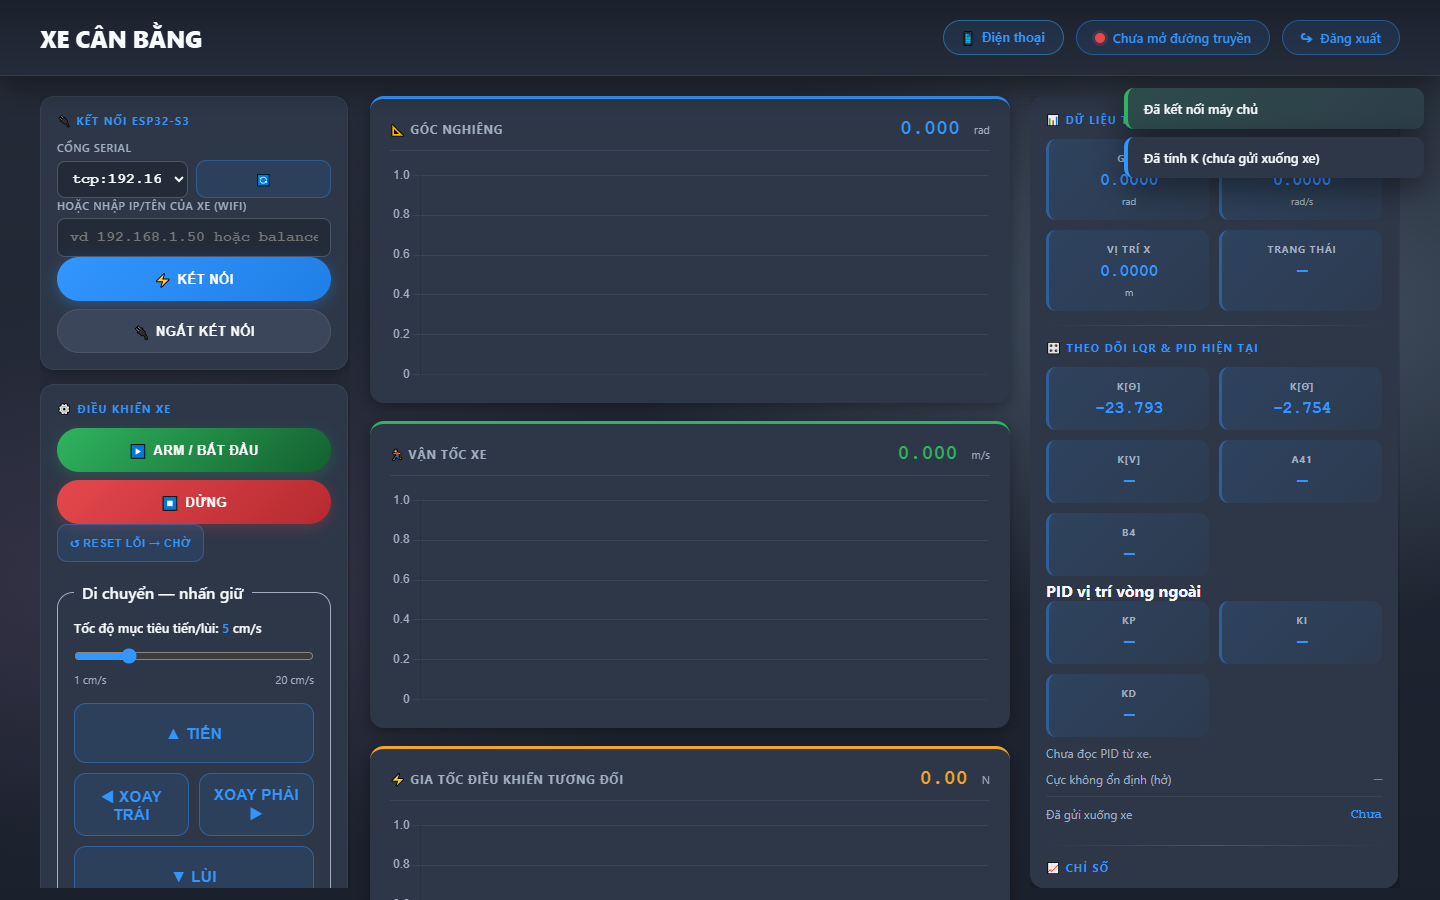 XE CÂN BẰNG
Điện thoại
Chưa mở đường truyền
Đăng xuất
KẾT NỐI ESP32-S3
CỔNG SERIAL
tcp:192.16
HOẶC NHẬP IP/TÊN CỦA XE (WIFI)
vd 192.168.1.50 hoặc balance
KẾT NỐI
NGẮT KẾT NỐI
ĐIỀU KHIỂN XE
ARM / BẮT ĐẦU
DỪNG
↺ RESET LỖI → CHỜ
Di chuyển — nhấn giữ
Tốc độ mục tiêu tiến/lùi: 5 cm/s
1 cm/s
20 cm/s
▲ TIẾN
◀ XOAY
TRÁI
XOAY PHẢI
▶
▼ LÙI
GÓC NGHIÊNG
0.000 rad
1.0
0.8
0.6
0.4
0.2
0
VẬN TỐC XE
0.000 m/s
1.0
0.8
0.6
0.4
0.2
0
GIA TỐC ĐIỀU KHIỂN TƯƠNG ĐỐI
0.00 N
1.0
0.8
Đã kết nối máy chủ
Đã tính K (chưa gửi xuống xe)
DỮ LIỆU
0.0000
rad
0.0000
rad/s
VỊ TRÍ X
0.0000
m
TRẠNG THÁI
—
THEO DÕI LQR & PID HIỆN TẠI
K[Θ]
-23.793
K[Θ̇]
-2.754
K[V]
—
A41
—
B4
—
PID vị trí vòng ngoài
KP
—
KI
—
KD
—
Chưa đọc PID từ xe.
Cực không ổn định (hở) —
Đã gửi xuống xe Chưa
CHỈ SỐ